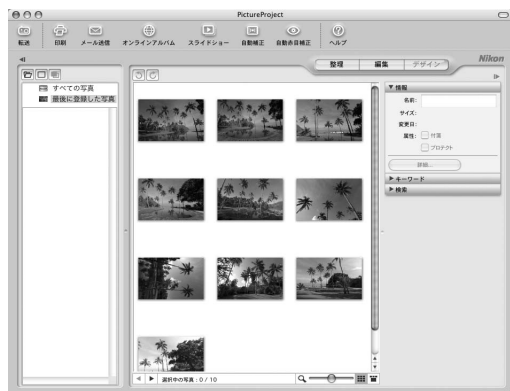 PictureProject
転送 印刷 メール送信 オンラインアルバム スライドショー 自動補正 自動赤目補正 ヘルプ
整理 編集 デザイン
Nikon
すべての写真
最後に登録した写真
情報
名前:
サイズ:
変更日:
属性: 付箋
プロテクト
詳細...
キーワード
検索
選択中の写真: 0 / 10